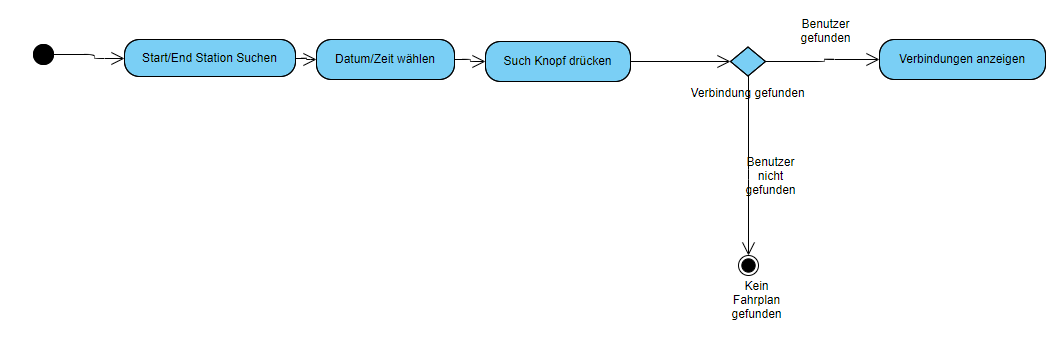 Benutzer
gefunden
Start/End Station Suchen
Datum/Zeit wählen
Such Knopf drücken
Verbindungen anzeigen
Verbindung gefunden
Benutzer
nicht
gefunden
Kein
Fahrplan
gefunden